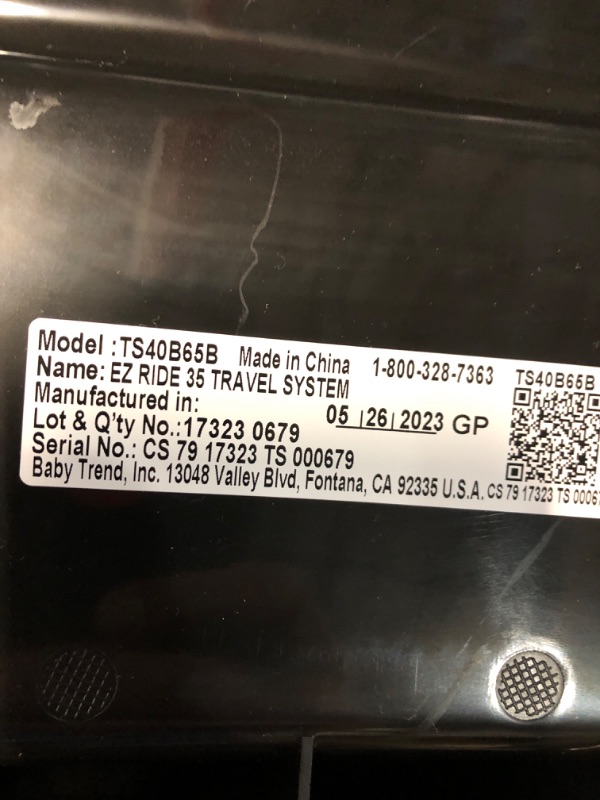 Model :TS40B65B Made in China 1-800-328-7363 TS40B65B
Name: EZ RIDE 35 TRAVEL SYSTEM
Manufactured in: 05 |26| 2023 GP
Lot & Q'ty No.:17323 0679
Serial No.: CS 79 17323 TS 000679
Baby Trend, Inc. 13048 Valley Blvd, Fontana, CA 92335 U.S.A. CS 79 17323 TS